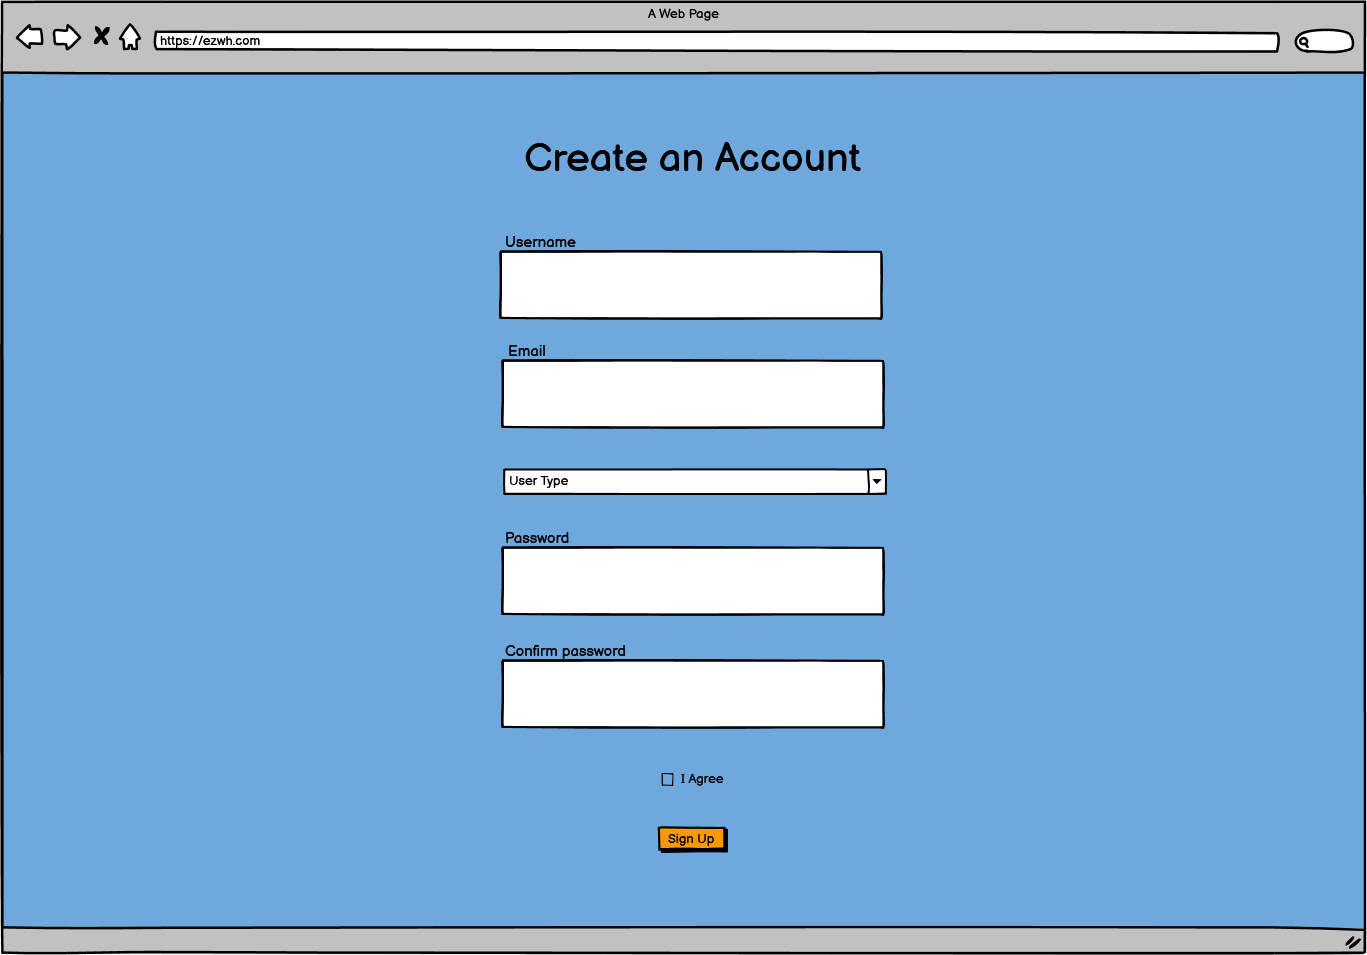 A Web Page
https://ezwh.com
Create an Account
Username
Email
User Type
Password
Confirm password
I Agree
Sign Up